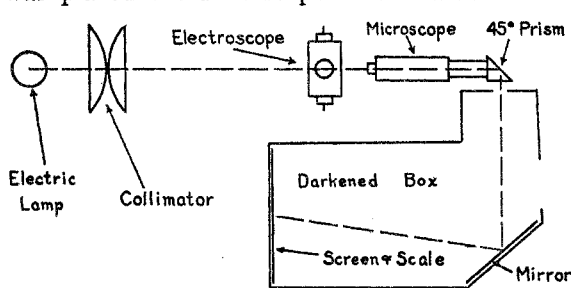 Electroscope
Microscope
45° Prism
Electric
Lamp
Collimator
Darkened Box
Screen & Scale
Mirror